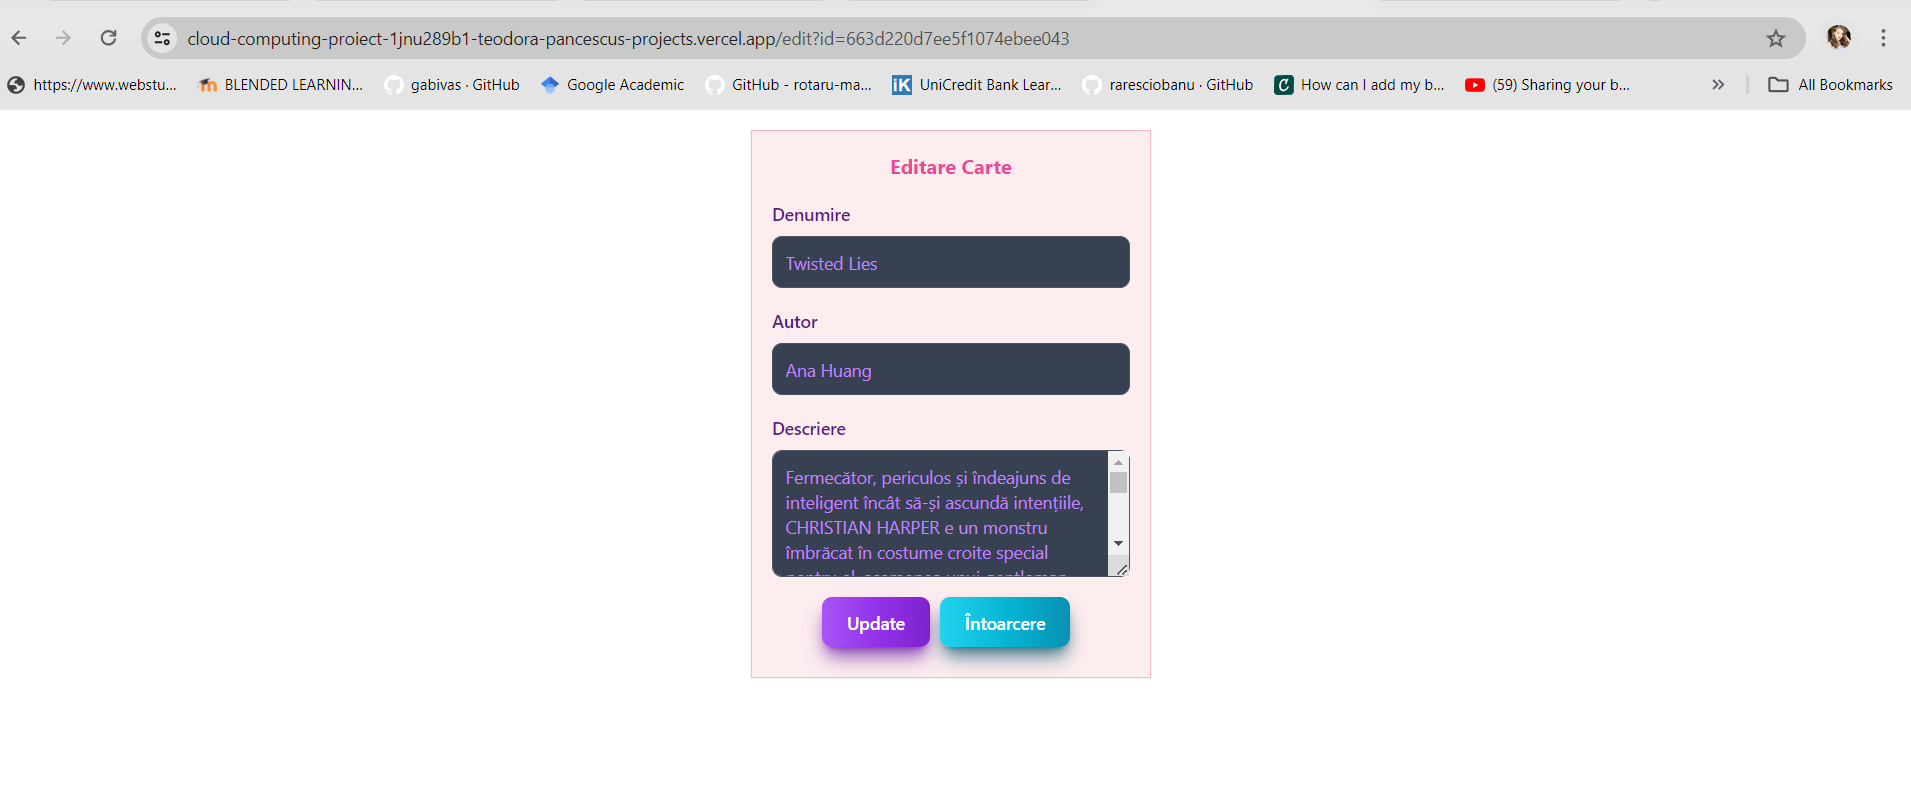 cloud-computing-proiect-1jnu289b1-teodora-pancescus-projects.vercel.app/edit?id=663d220d7ee5f1074ebee043
https://www.webstu... BLENDED LEARNIN... gabivas · GitHub Google Academic GitHub - rotaru-ma... iK UniCredit Bank Lear... raresciobanu · GitHub C How can I add my b... (59) Sharing your b... » All Bookmarks
Editare Carte
Denumire
Twisted Lies
Autor
Ana Huang
Descriere
Fermecător, periculos și îndeajuns de
inteligent încât să-și ascundă intențiile,
CHRISTIAN HARPER e un monstru
îmbrăcat în costume croite special
Update Întoarcere